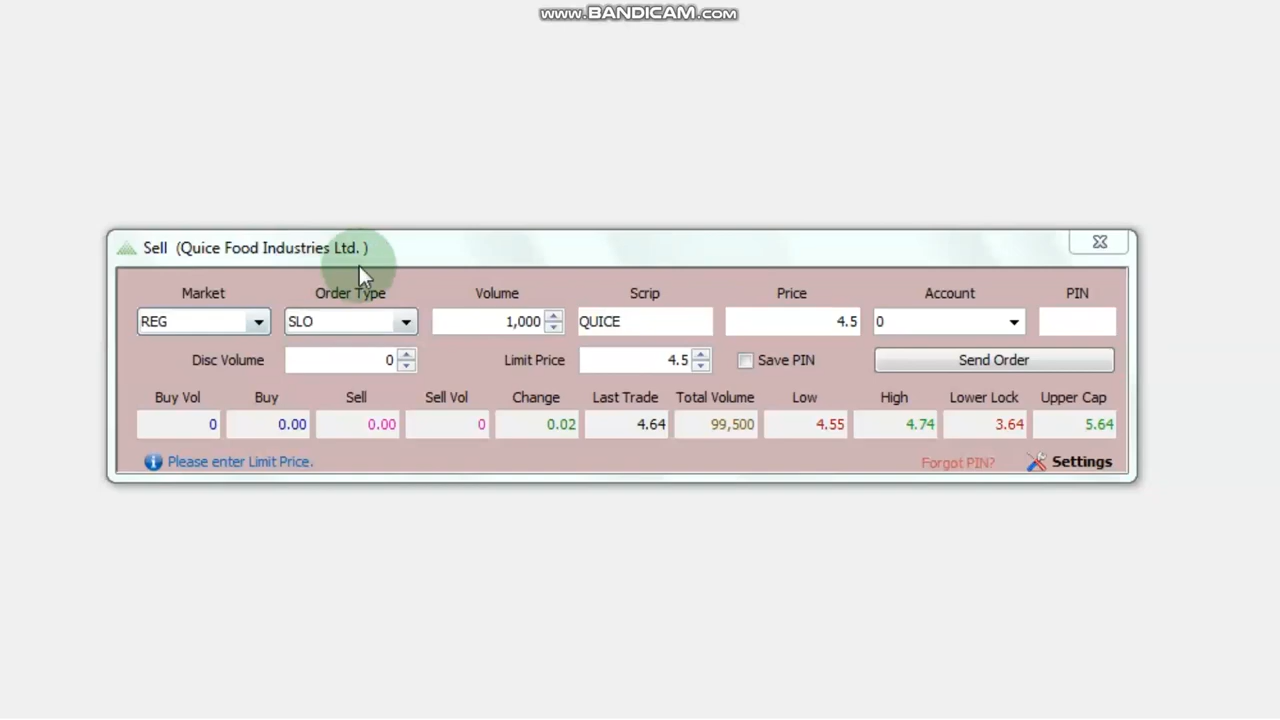 www.BANDICAM.com
Sell (Quice Food Industries Ltd. )
Market Order Type Volume Scrip Price Account PIN
REG SLO 1,000 QUICE 4.5 0
Disc Volume 0 Limit Price 4.5 Save PIN Send Order
Buy Vol Buy Sell Sell Vol Change Last Trade Total Volume Low High Lower Lock Upper Cap
0 0.00 0.00 0 0.02 4.64 99,500 4.55 4.74 3.64 5.64
Please enter Limit Price. Forgot PIN? Settings